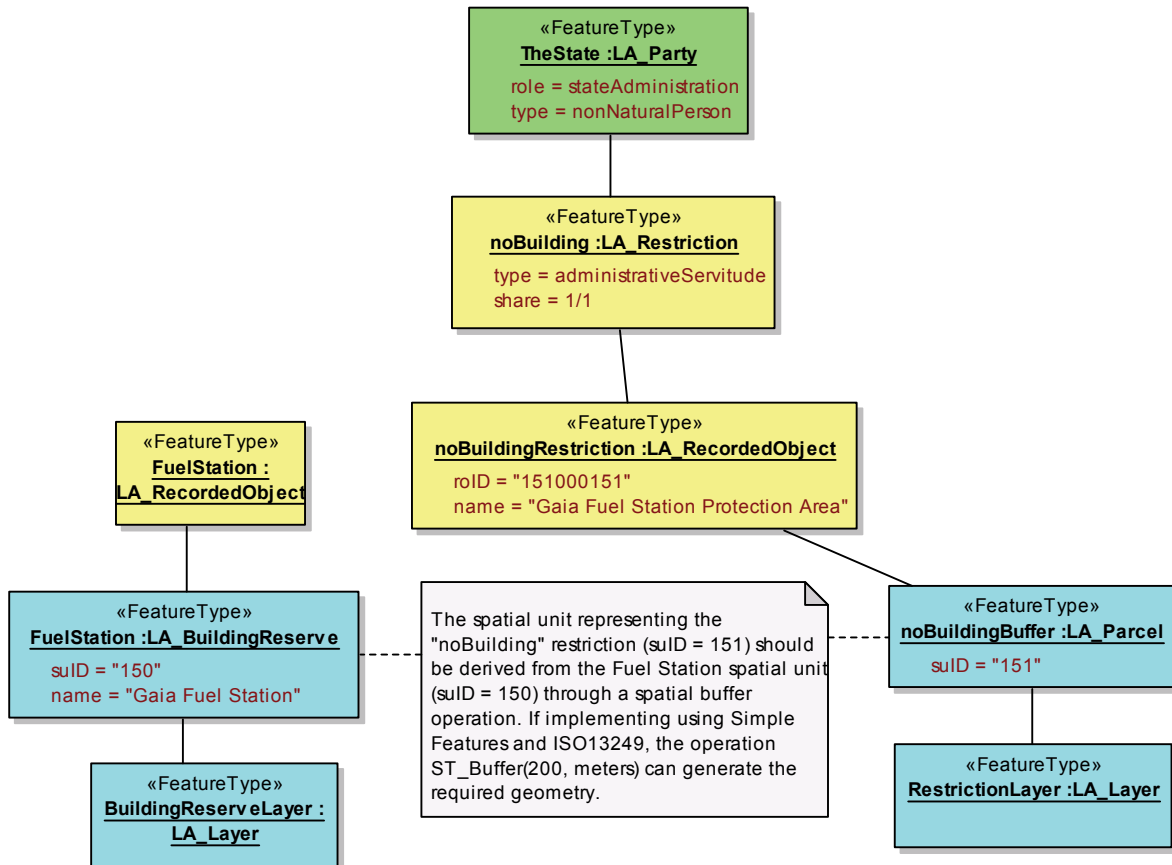 «FeatureType»
TheState :LA_Party
role = stateAdministration
type = nonNaturalPerson
«FeatureType»
noBuilding :LA_Restriction
type = administrativeServitude
share = 1/1
«FeatureType»
noBuildingRestriction :LA_RecordedObject
roID = "151000151"
name = "Gaia Fuel Station Protection Area"
«FeatureType»
FuelStation :
LA_RecordedObject
«FeatureType»
FuelStation :LA_BuildingReserve
suID = "150"
name = "Gaia Fuel Station"
The spatial unit representing the
"noBuilding" restriction (suID = 151) should
be derived from the Fuel Station spatial unit
(suID = 150) through a spatial buffer
operation. If implementing using Simple
Features and ISO13249, the operation
ST_Buffer(200, meters) can generate the
required geometry.
«FeatureType»
noBuildingBuffer :LA_Parcel
suID = "151"
«FeatureType»
BuildingReserveLayer :
LA_Layer
«FeatureType»
RestrictionLayer :LA_Layer